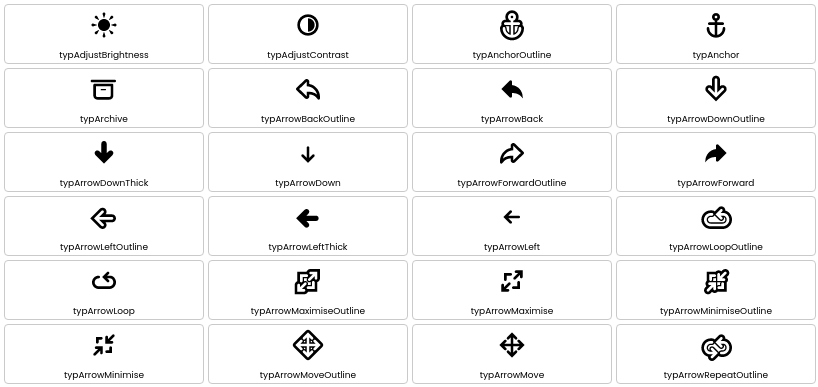 typAdjustBrightness
typAdjustContrast
typAnchorOutline
typAnchor
typArchive
typArrowBackOutline
typArrowBack
typArrowDownOutline
typArrowDownThick
typArrowDown
typArrowForwardOutline
typArrowForward
typArrowLeftOutline
typArrowLeftThick
typArrowLeft
typArrowLoopOutline
typArrowLoop
typArrowMaximiseOutline
typArrowMaximise
typArrowMinimiseOutline
typArrowMinimise
typArrowMoveOutline
typArrowMove
typArrowRepeatOutline